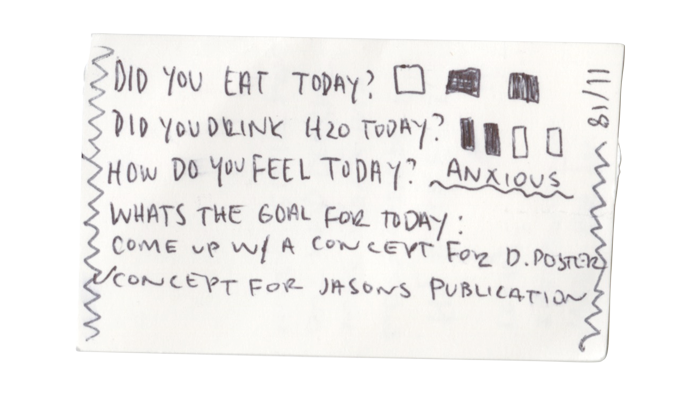 DID YOU EAT TODAY?
DID YOU DRINK H2O TODAY?
HOW DO YOU FEEL TODAY? ANXIOUS
WHATS THE GOAL FOR TODAY:
COME UP W/ A CONCEPT FOR D. POSTER
CONCEPT FOR JASONS PUBLICATION
11/18